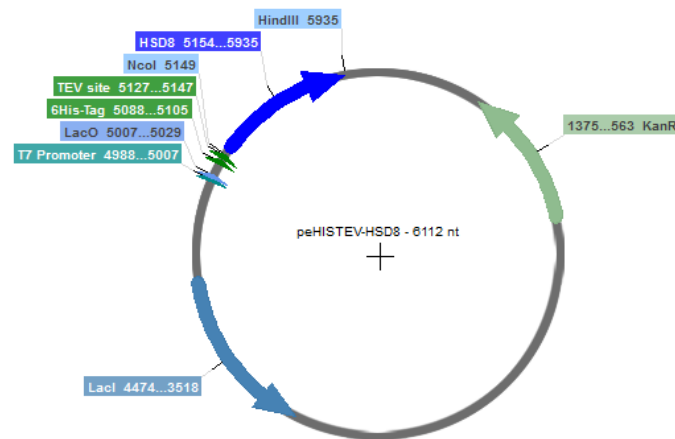 HindIII 5935
HSD8 5154...5935
NcoI 5149
TEV site 5127...5147
6His-Tag 5088...5105
LacO 5007...5029
T7 Promoter 4988...5007
1375...563 KanR
peHISTEV-HSD8 - 6112 nt
LacI 4474...3518